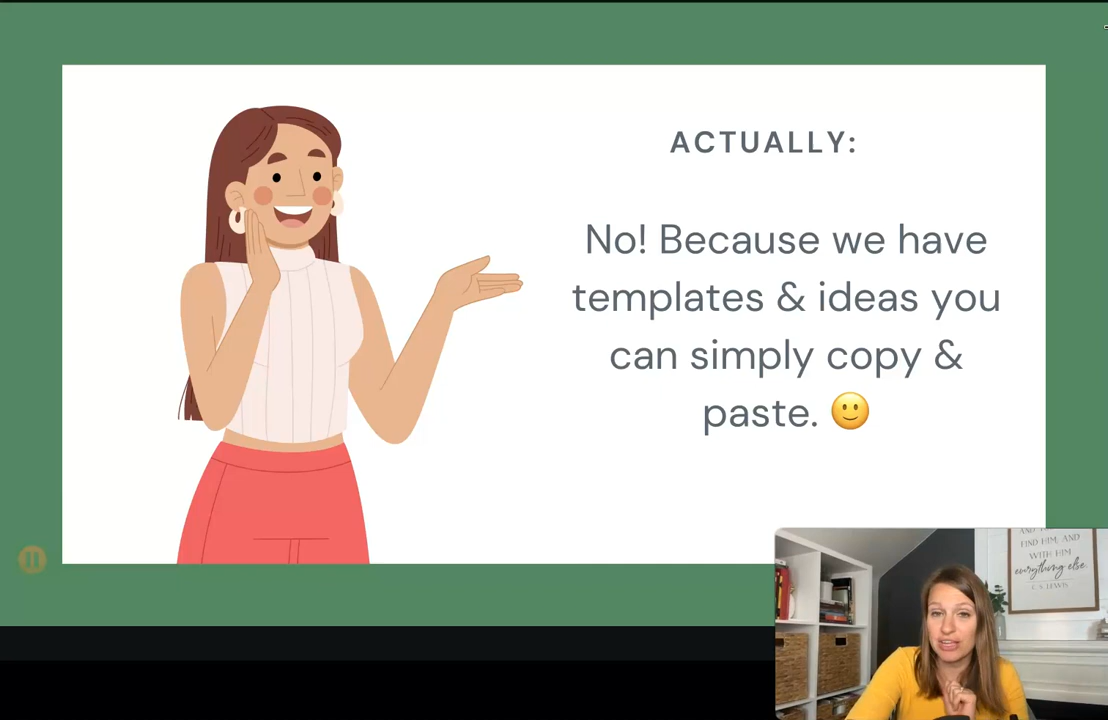 ACTUALLY:
No! Because we have
templates & ideas you
can simply copy &
paste. 🙂
FIND HIM, AND
WITH HIM
everything else.
C.S. LEWIS